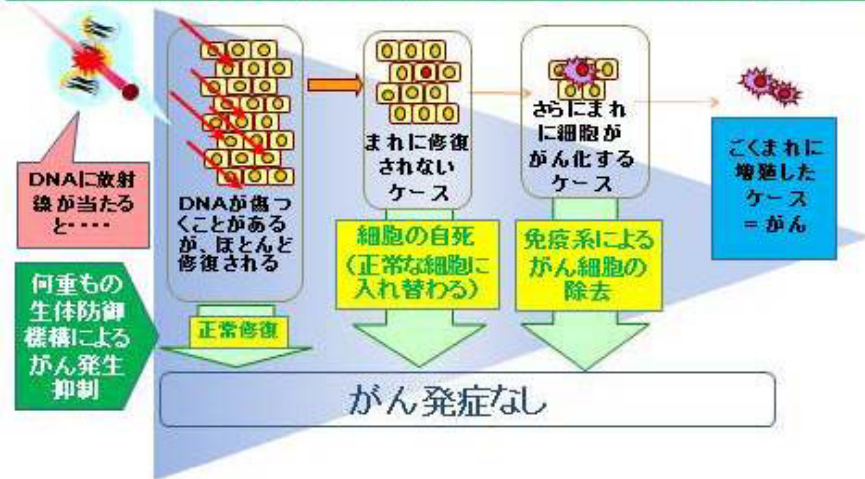 DNAに放射
線が当たる
と・・・・
DNAが傷つ
くことがある
が、ほとんど
修復される
まれに修復
されない
ケース
さらにまれ
に細胞が
がん化する
ケース
ごくまれに
増殖した
ケース
=がん
何重もの
生体防御
機構による
がん発生
抑制
正常修復
細胞の自死
(正常な細胞に
入れ替わる)
免疫系による
がん細胞の
除去
がん発症なし